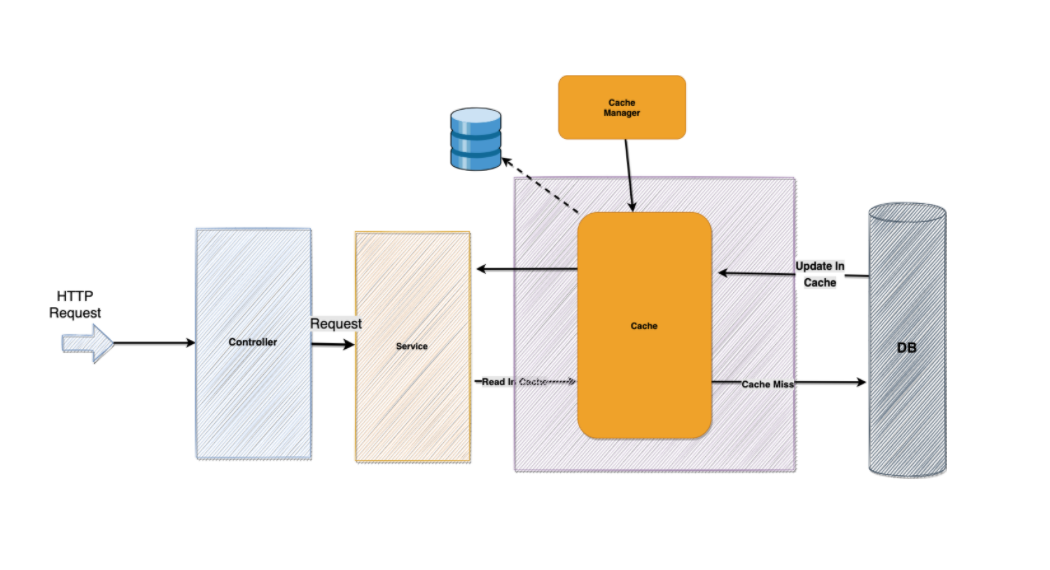 Cache
Manager
HTTP
Request
Controller
Request
Service
Read In Cache
Cache
Update In
Cache
Cache Miss
DB